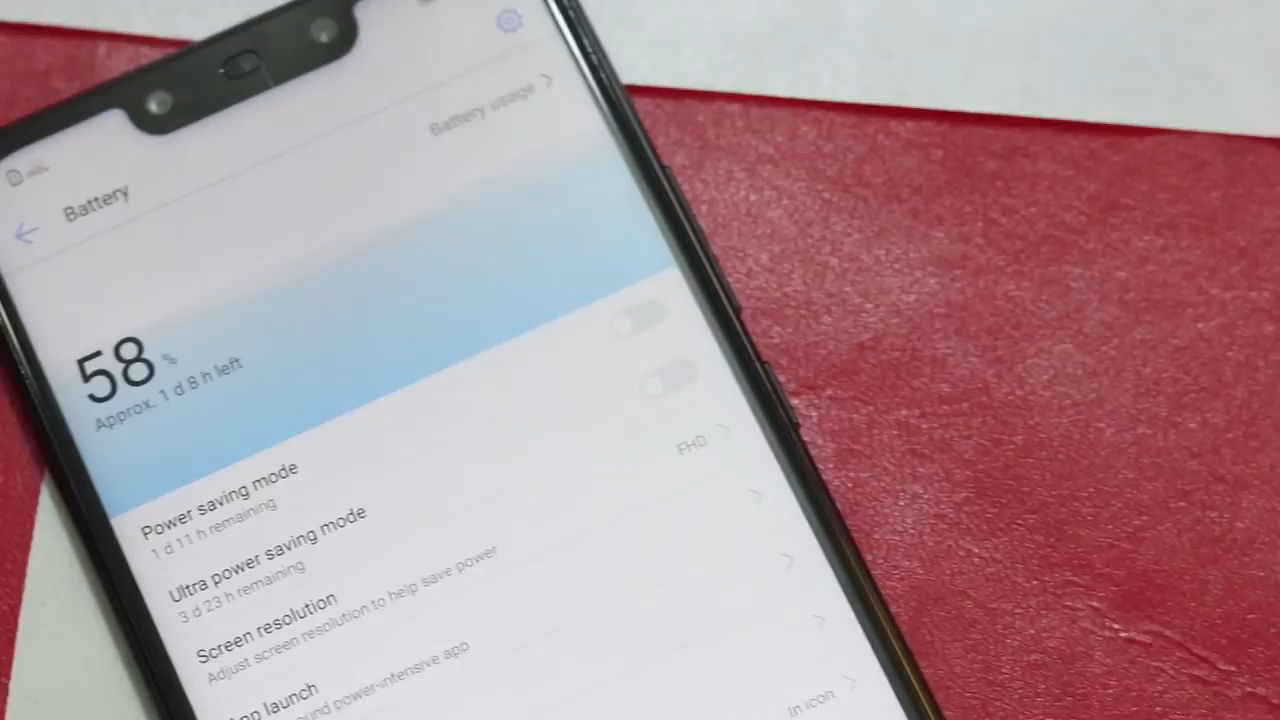 Battery
Battery usage
58 %
Approx. 1 d 8 h left
Power saving mode
1 d 11 h remaining
Ultra power saving mode
3 d 23 h remaining
Screen resolution
FHD
Adjust screen resolution to help save power
launch
power-intensive app
In icon